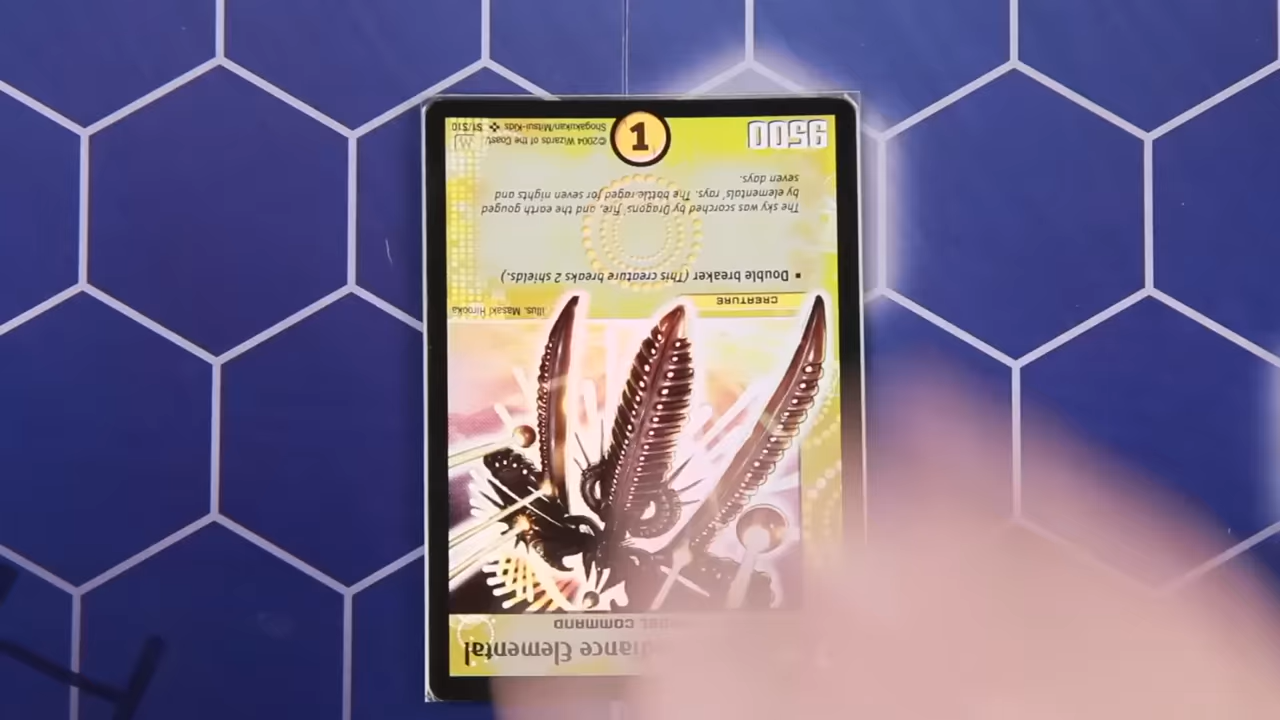 diance Elemental
COMMAND
CREATURE
Illus. Masaki Hirooka
▪ Double breaker (This creature breaks 2 shields.)
The sky was scorched by Dragons' fire, and the earth gouged
by elementals' rays. The battle raged for seven nights and
seven days.
9500
1
©2004 Wizards of the Coast/
Shogakukan/Mitsui-Kids
S1/S10